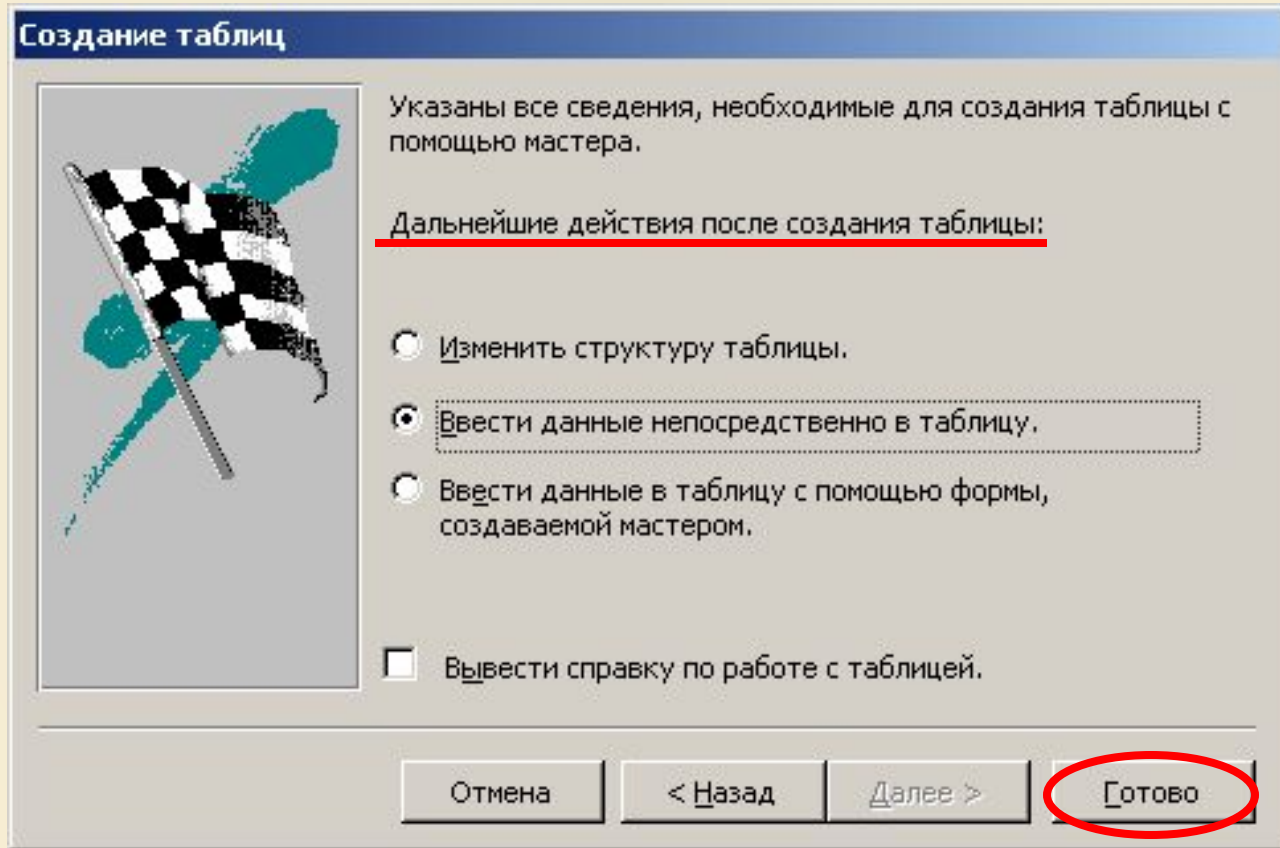 Создание таблиц
Указаны все сведения, необходимые для создания таблицы с
помощью мастера.
Дальнейшие действия после создания таблицы:
Изменить структуру таблицы.
Ввести данные непосредственно в таблицу.
Ввести данные в таблицу с помощью формы,
создаваемой мастером.
Вывести справку по работе с таблицей.
Отмена
< Назад
Далее >
Готово